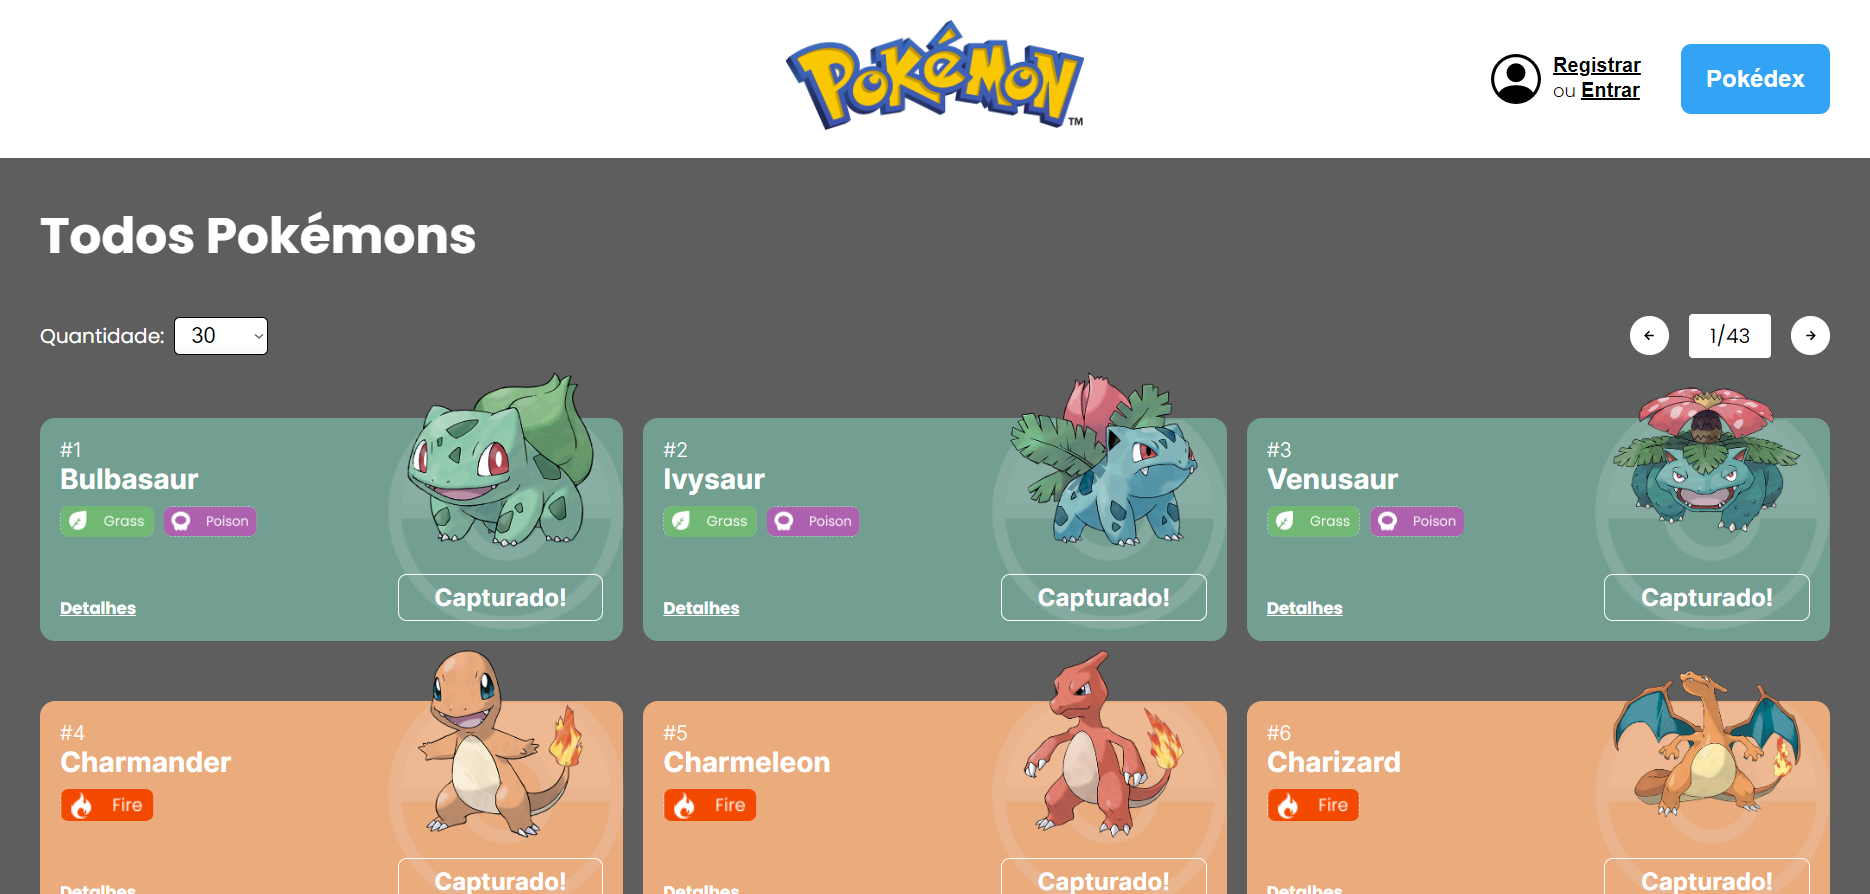 POKéMON
TM
Registrar
ou Entrar
Pokédex
Todos Pokémons
Quantidade: 30
1/43
#1
Bulbasaur
Grass Poison
Detalhes
Capturado!
#2
Ivysaur
Grass Poison
Detalhes
Capturado!
#3
Venusaur
Grass Poison
Detalhes
Capturado!
#4
Charmander
Fire
Detalhes
Capturado!
#5
Charmeleon
Fire
Detalhes
Capturado!
#6
Charizard
Fire
Detalhes
Capturado!